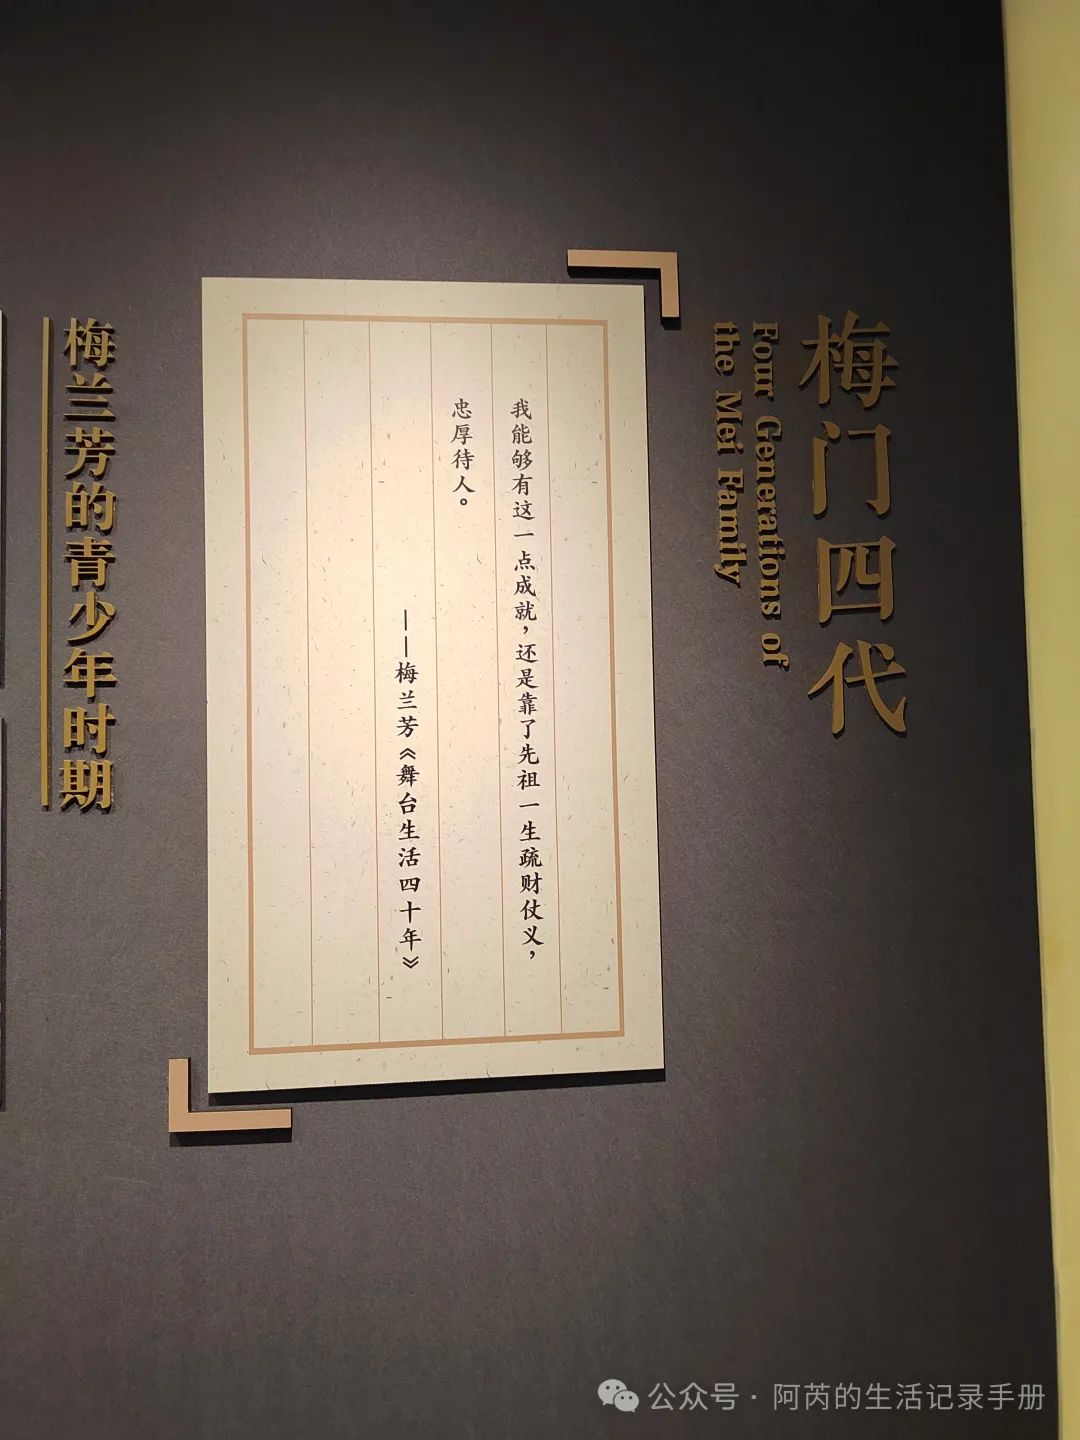 梅门四代
Four Generations of
the Mei Family
我能够有这一点成就，还是靠了先祖一生疏财仗义，
忠厚待人。
——梅兰芳《舞台生活四十年》
梅兰芳的青少年时期
公众号 · 阿芮的生活记录手册